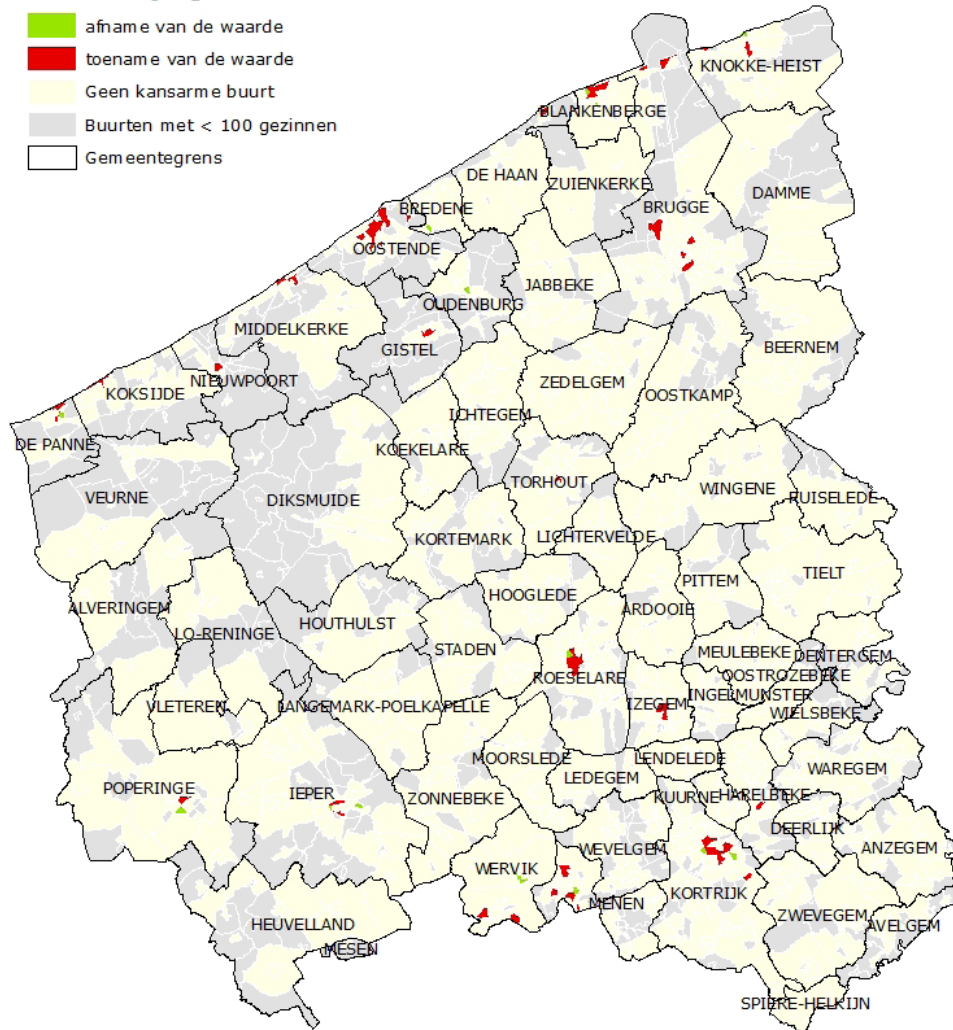 afname van de waarde
toename van de waarde
Geen kansarme buurt
Buurten met < 100 gezinnen
Gemeentegrens
KNOKKE-HEIST
BLANKENBERGE
DE HAAN
ZUIENKERKE
DAMME
BREDENE
BRUGGE
OOSTENDE
JABBEKE
OUDENBURG
MIDDELKERKE
GISTEL
BEERNEM
ZEDELGEM
NIEUWPOORT
KOKSIJDE
OOSTKAMP
ICHTEGEM
DE PANNE
KOEKELARE
TORHOUT
WINGENE
VEURNE
DIKSMUIDE
RUISELEDE
KORTEMARK
LICHTERVELDE
TIELT
PITTEM
HOOGLEDE
ALVERINGEM
ARDOOIE
HOUTHULST
LO-RENINGE
STADEN
MEULEBEKE
DENTERGEM
OOSTROZEBEKE
ROESELARE
INGELMUNSTER
IZEGEM
VLETEREN
LANGEMARK-POELKAPELLE
WIELSBEKE
MOORSLEDE
LENDELEDE
WAREGEM
LEDEGEM
POPERINGE
IEPER
ZONNEBEKE
KUURNE
HARELBEKE
DEERLIJK
ANZEGEM
WEVELGEM
WERVIK
KORTRIJK
MENEN
ZWEVEGEM
HEUVELLAND
AVELGEM
MESEN
SPIERE-HELKIJN